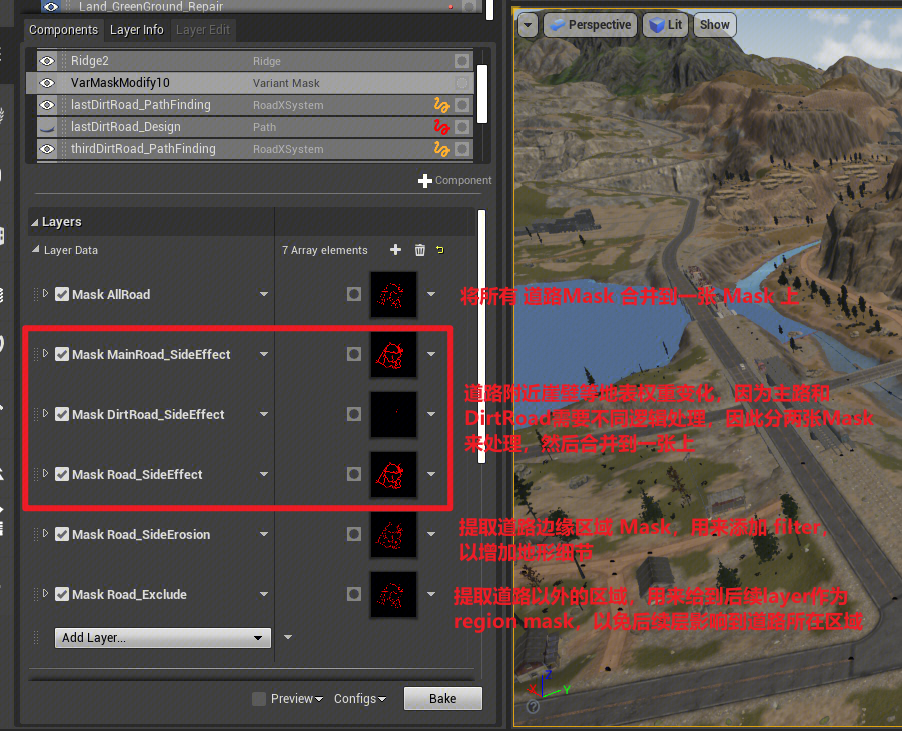 Land_GreenGround_Repair
Components Layer Info Layer Edit
Ridge2 Ridge
VarMaskModify10 Variant Mask
lastDirtRoad_PathFinding RoadXSystem
lastDirtRoad_Design Path
thirdDirtRoad_PathFinding RoadXSystem
Component
Layers
Layer Data 7 Array elements
Mask AllRoad
Mask MainRoad_SideEffect
Mask DirtRoad_SideEffect
Mask Road_SideEffect
Mask Road_SideErosion
Mask Road_Exclude
Add Layer...
Preview Configs Bake
Perspective Lit Show
将所有 道路Mask 合并到一张 Mask 上
道路附近崖壁等地表权重变化，因为主路和
DirtRoad需要不同逻辑处理，因此分两张Mask
来处理，然后合并到一张上
提取道路边缘区域 Mask，用来添加 filter，
以增加地形细节
提取道路以外的区域，用来给到后续layer作为
region mask，以免后续层影响到道路所在区域
Z
X Y